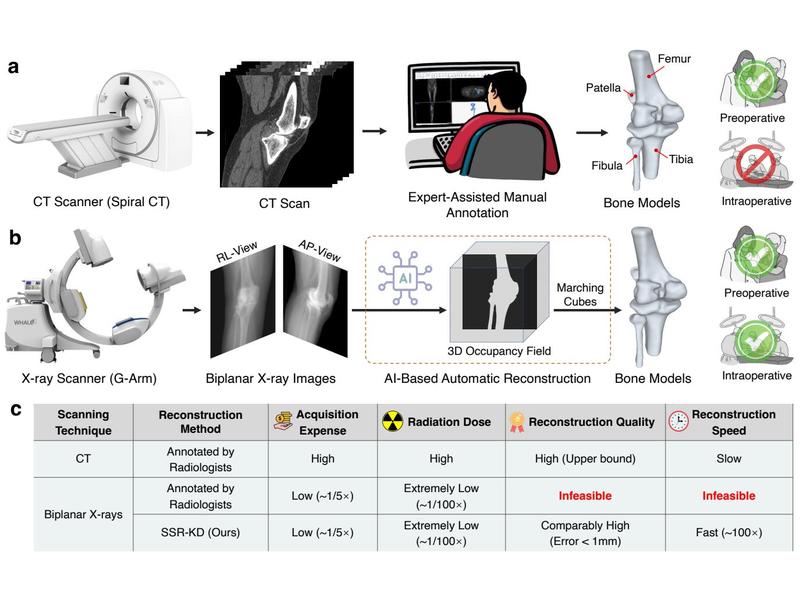 a
Femur
Patella
Fibula
Tibia
Preoperative
Intraoperative
CT Scanner (Spiral CT)
CT Scan
Expert-Assisted Manual
Annotation
Bone Models
b
RL-View
AP-View
AI
Marching
Cubes
WHALE
3D Occupancy Field
Preoperative
Intraoperative
X-ray Scanner (G-Arm)
Biplanar X-ray Images
AI-Based Automatic Reconstruction
Bone Models
c
Scanning
Technique
Reconstruction
Method
Acquisition
Expense
Radiation Dose
Reconstruction Quality
Reconstruction
Speed
CT
Annotated by
Radiologists
High
High
High (Upper bound)
Slow
Biplanar X-rays
Annotated by
Radiologists
Low (~1/5×)
Extremely Low
(~1/100×)
Infeasible
Infeasible
SSR-KD (Ours)
Low (~1/5×)
Extremely Low
(~1/100×)
Comparably High
(Error < 1mm)
Fast (~100×)